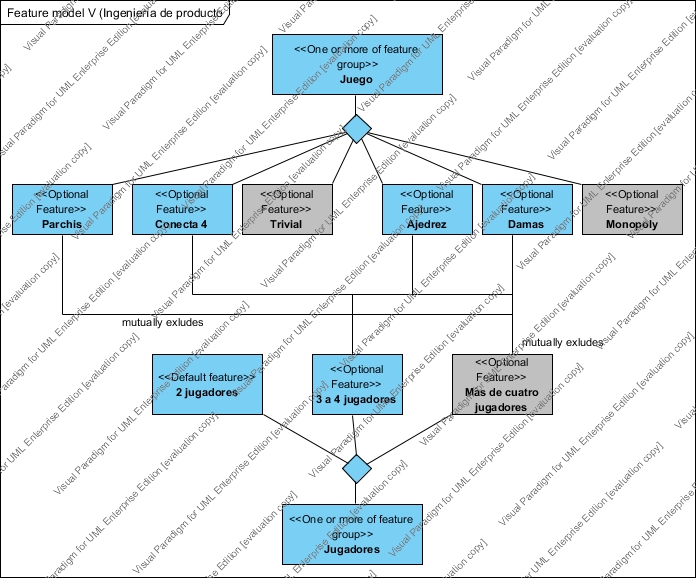 Feature model V (Ingeniería de producto
<<One or more of feature
group>>
Juego
<<Optional
Feature>>
Parchis
<<Optional
Feature>>
Conecta 4
<<Optional
Feature>>
Trivial
<<Optional
Feature>>
Ajedrez
<<Optional
Feature>>
Damas
<<Optional
Feature>>
Monopoly
mutually exludes
mutually exludes
<<Default feature>>
2 jugadores
<<Optional
Feature>>
3 a 4 jugadores
<<Optional
Feature>>
Mas de cuatro
jugadores
<<One or more of feature
group>>
Jugadores
Visual Paradigm for UML Enterprise Edition [evaluation copy]